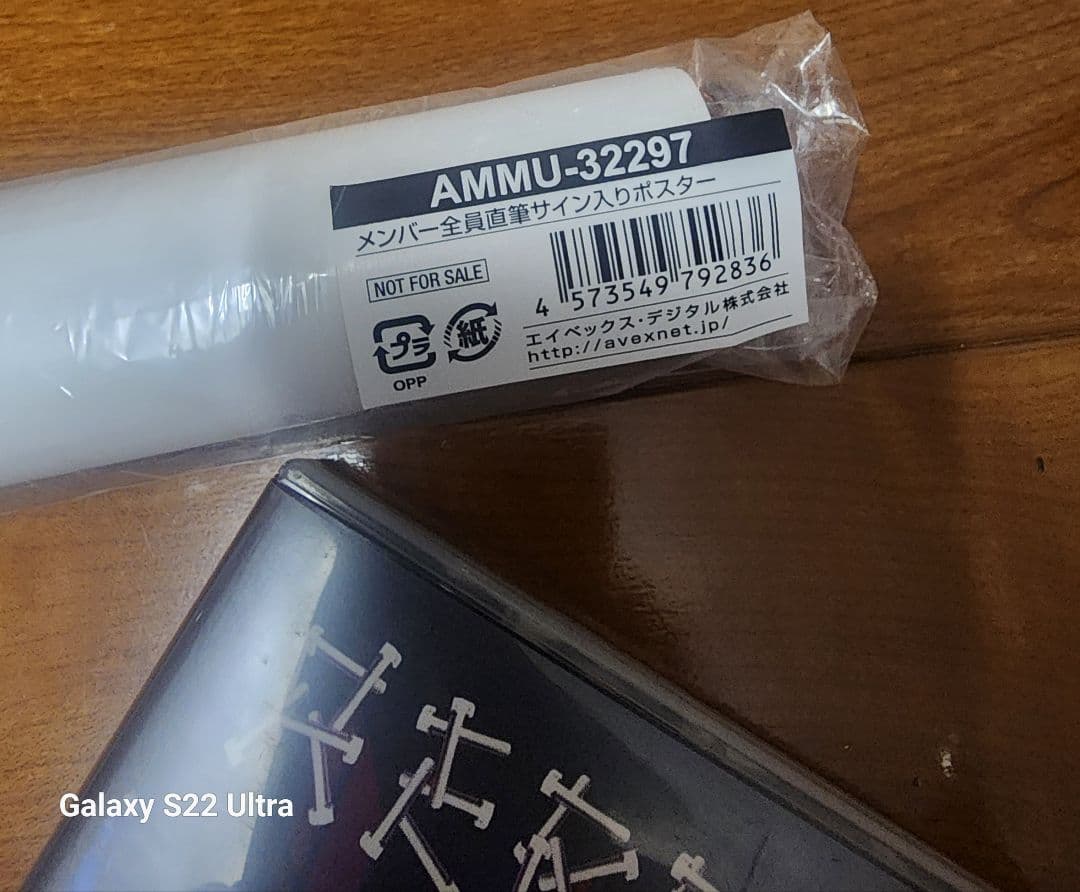 AMMU-32297
メンバー全員直筆サイン入りポスター
NOT FOR SALE
4 573549 792836
プラ
紙
OPP
エイベックス・デジタル株式会社
http://avexnet.jp/
Galaxy S22 Ultra